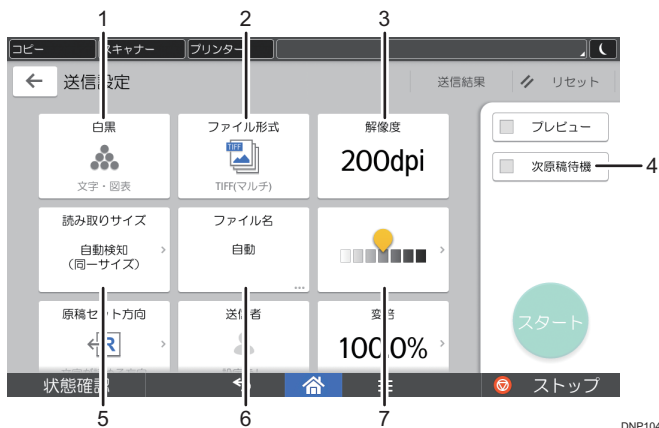 1
2
3
コピー
スキャナー
プリンター
送信設定
送信結果
リセット
白黒
文字・図表
ファイル形式
TIFF
TIFF(マルチ)
解像度
200dpi
プレビュー
次原稿待機
4
読み取りサイズ
自動検知
(同一サイズ)
ファイル名
自動
...
原稿セット方向
R
送信者
変倍
100.0%
スタート
状態確認
ストップ
5
6
7
DNP104